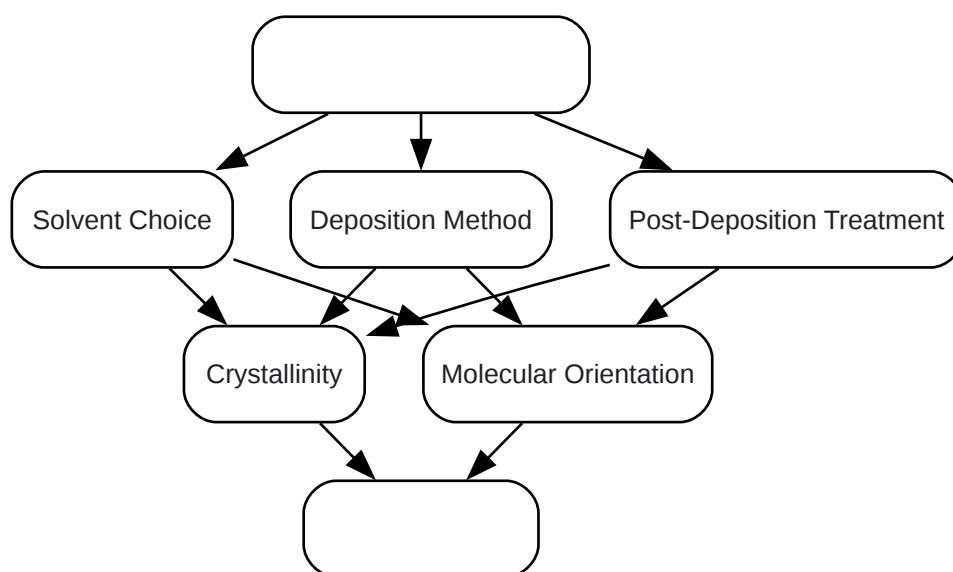 Solvent Choice
Deposition Method
Post-Deposition Treatment
Crystallinity
Molecular Orientation